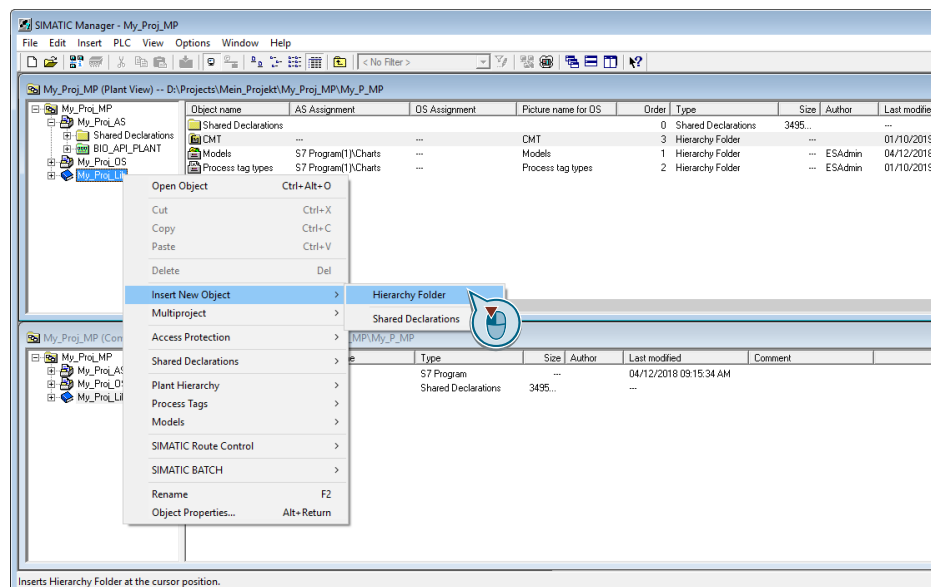 SIMATIC Manager - My_Proj_MP
File Edit Insert PLC View Options Window Help
< No Filter >
My_Proj_MP (Plant View) -- D:\Projects\Mein_Projekt\My_Proj_MP\My_P_MP
My_Proj_MP
My_Proj_AS
Shared Declarations
BIO_API_PLANT
My_Proj_OS
My_Proj_Lib
Object name AS Assignment OS Assignment Picture name for OS Order Type Size Author Last modifie
Shared Declarations 0 Shared Declarations 3495... ---
CMT --- --- CMT 3 Hierarchy Folder --- 01/10/2019
Models S7 Program(1)\Charts --- Models 1 Hierarchy Folder --- ESAdmin 04/12/2018
Process tag types S7 Program(1)\Charts --- Process tag types 2 Hierarchy Folder --- ESAdmin 01/10/2019
Open Object Ctrl+Alt+O
Cut Ctrl+X
Copy Ctrl+C
Paste Ctrl+V
Delete Del
Insert New Object >
Multiproject >
Access Protection >
Shared Declarations >
Plant Hierarchy >
Process Tags >
Models >
SIMATIC Route Control >
SIMATIC BATCH >
Rename F2
Object Properties... Alt+Return
Hierarchy Folder
Shared Declarations
My_Proj_MP (Con _MP\My_P_MP
My_Proj_MP
My_Proj_AS
My_Proj_OS
My_Proj_Lib
e Type Size Author Last modified Comment
S7 Program --- 04/12/2018 09:15:34 AM
Shared Declarations 3495... ---
Inserts Hierarchy Folder at the cursor position.